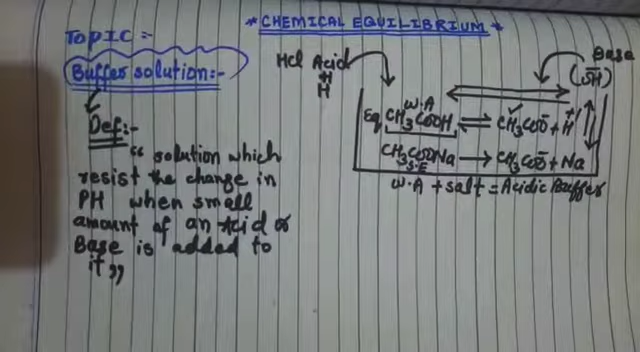 * CHEMICAL EQUILIBRIUM *
Topic :-
Buffer solution:-
Def:-
“ solution which
resist the change in
PH when small
amount of an Acid or
Base is added to
it ”
HCl Acid
H
H
Base
(OH)
W.A
Eq CH3COOH ⇌ CH3COO- + H+
CH3COONa → CH3COO- + Na
S.E
W.A + salt = Acidic Buffer